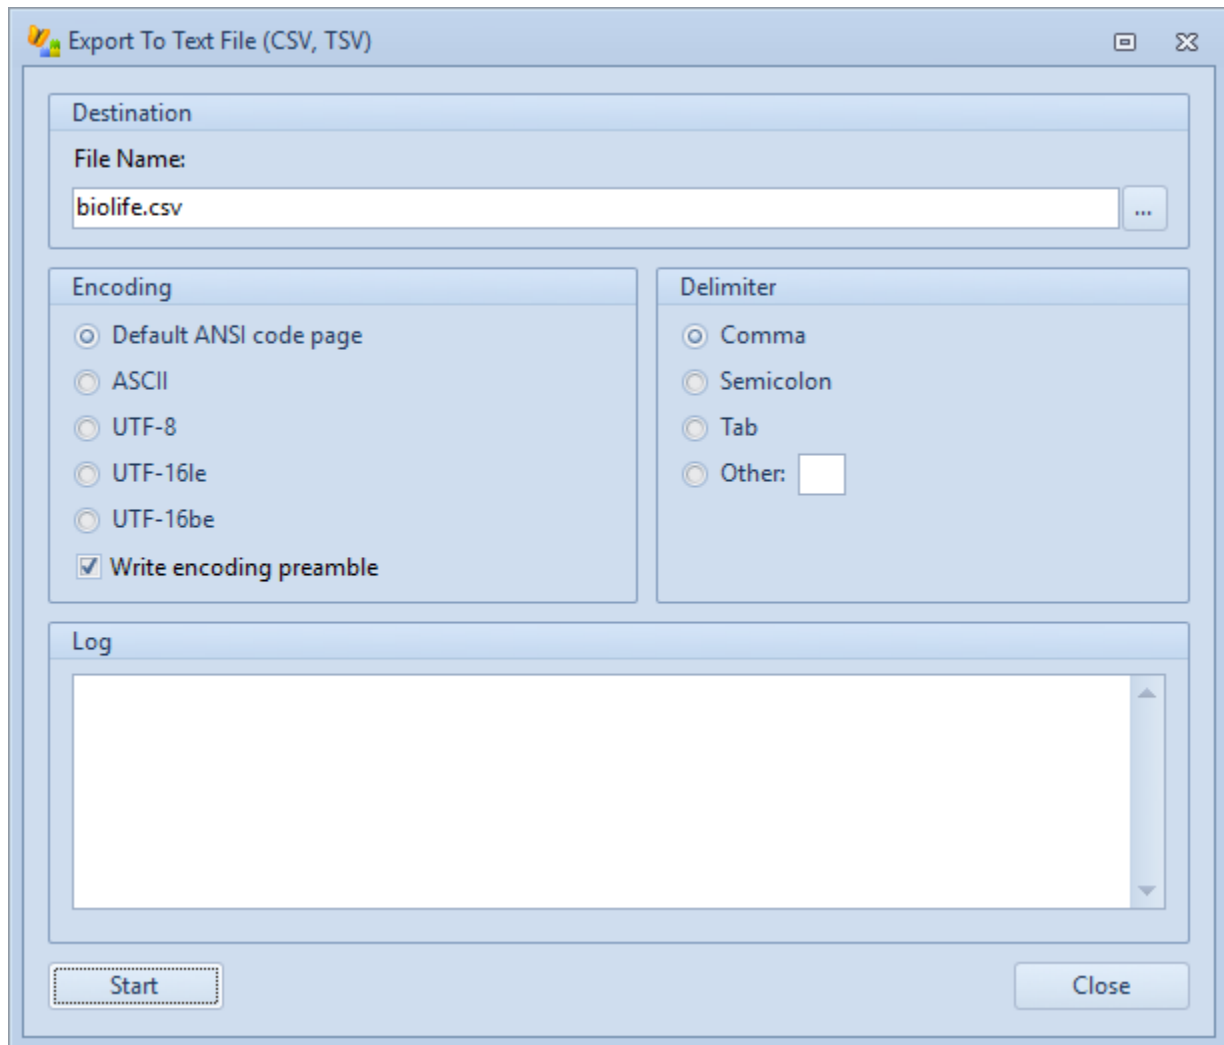 Export To Text File (CSV, TSV)
Destination
File Name:
biolife.csv
...
Encoding
Default ANSI code page
ASCII
UTF-8
UTF-16le
UTF-16be
Write encoding preamble
Delimiter
Comma
Semicolon
Tab
Other:
Log
Start
Close